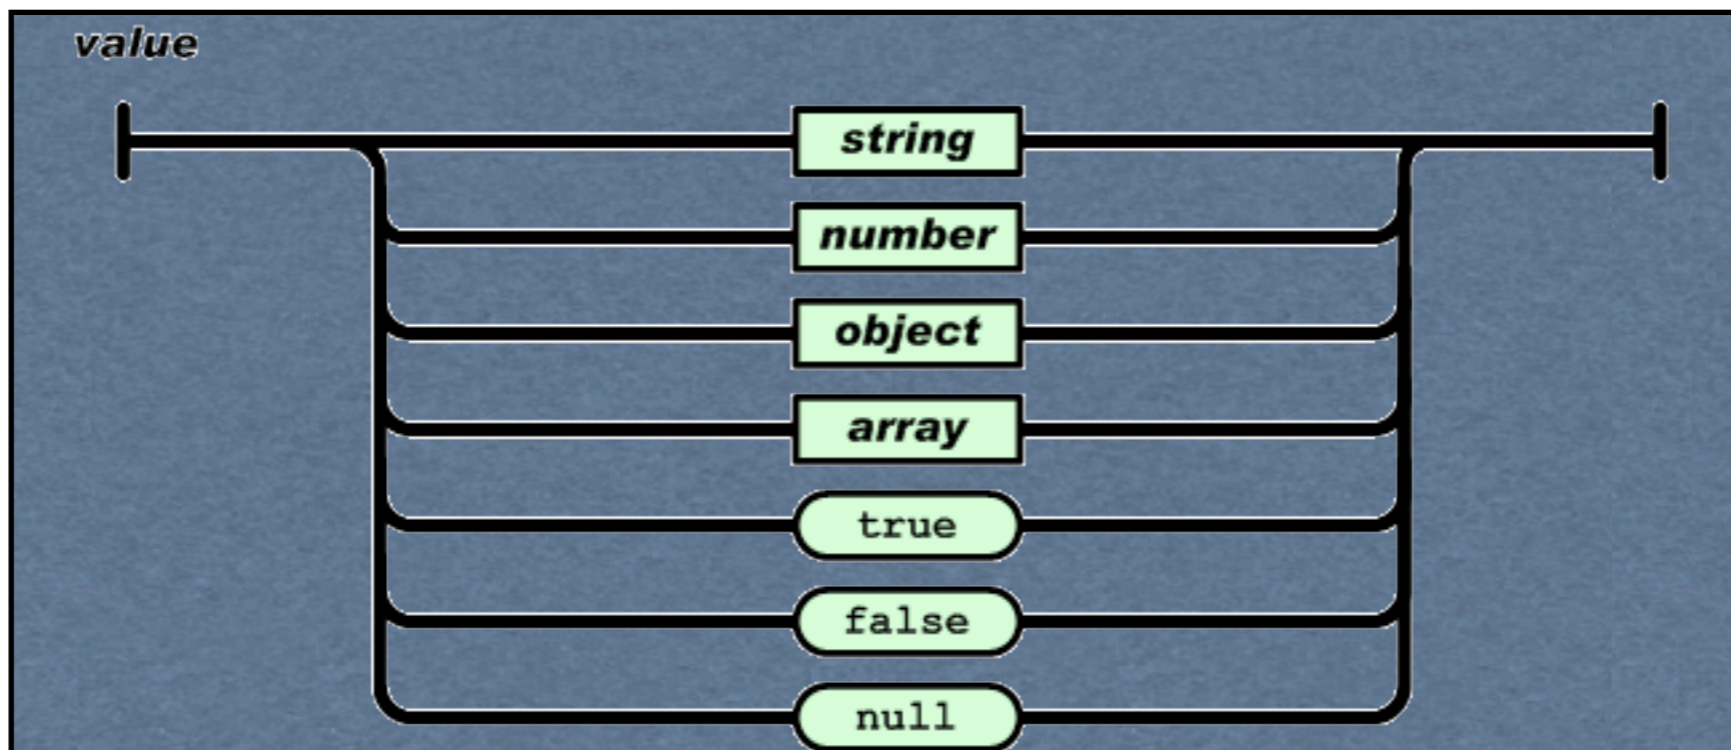 value
string
number
object
array
true
false
null